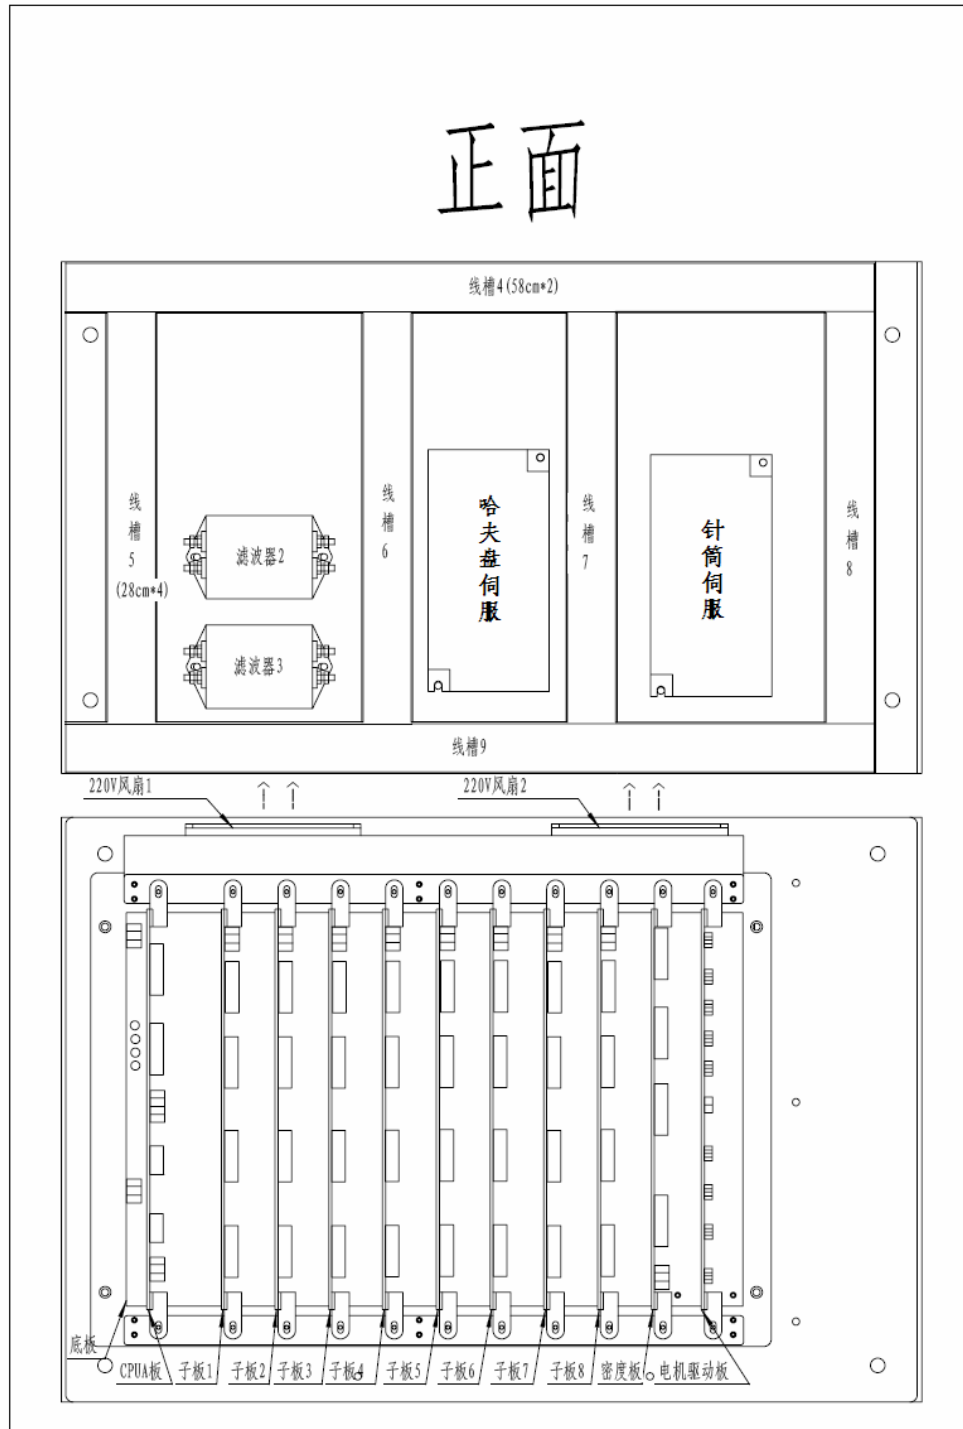 正面
线槽4(58cm*2)
线槽5
(28cm*4)
滤波器2
滤波器3
线槽6
哈夫盘伺服
线槽7
针筒伺服
线槽8
线槽9
220V风扇1
220V风扇2
底板
CPUA板
子板1
子板2
子板3
子板4
子板5
子板6
子板7
子板8
密度板
电机驱动板